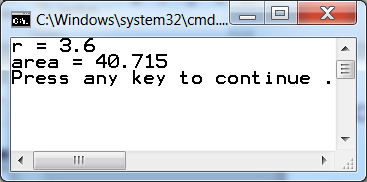 C:\Windows\system32\cmd....
r = 3.6
area = 40.715
Press any key to continue .